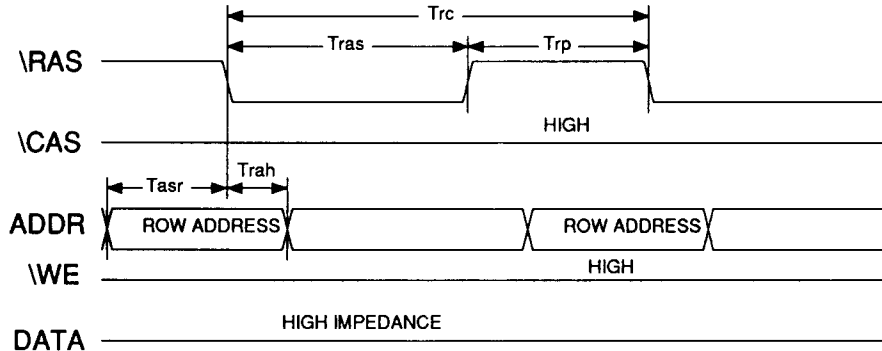 Trc
Tras Trp
\RAS
HIGH
\CAS
Tasr Trah
ADDR ROW ADDRESS ROW ADDRESS
\WE HIGH
HIGH IMPEDANCE
DATA